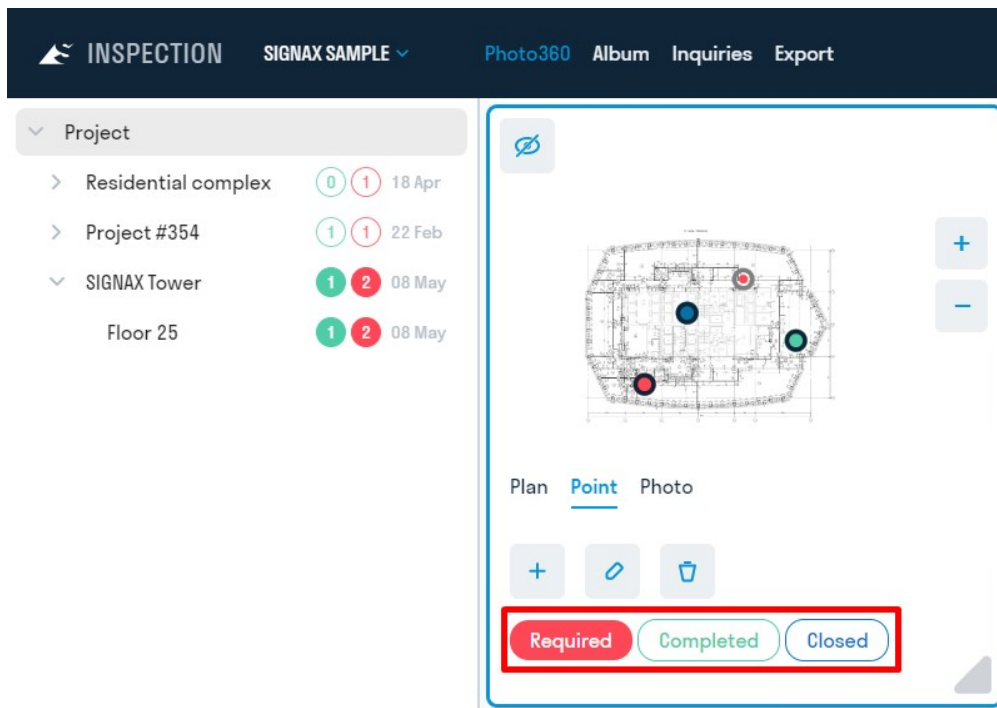 INSPECTION SIGNAX SAMPLE Photo360 Album Inquiries Export
Project
Residential complex 0 1 18 Apr
Project #354 1 1 22 Feb
SIGNAX Tower 1 2 08 May
Floor 25 1 2 08 May
Plan Point Photo
Required Completed Closed